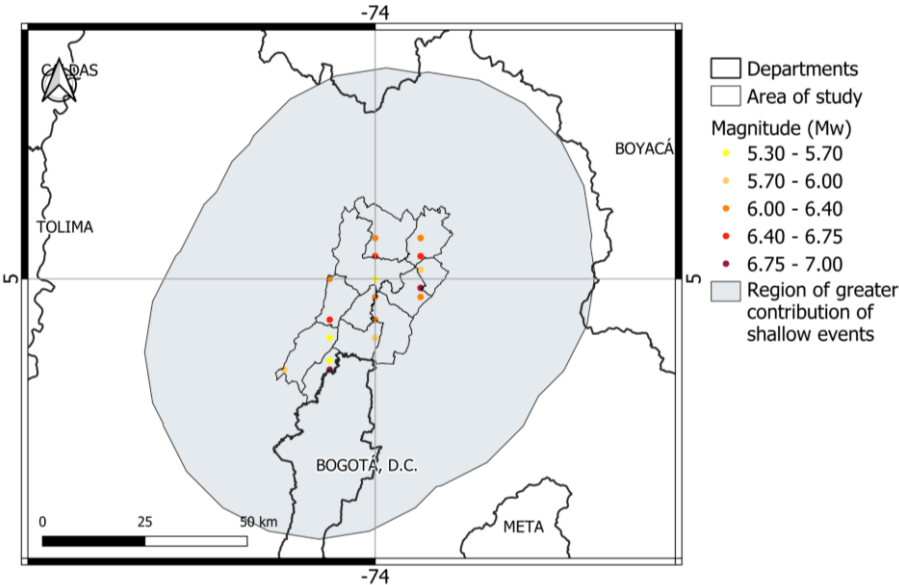 -74
CALDAS
BOYACÁ
TOLIMA
5
5
BOGOTÁ, D.C.
META
0 25 50 km
-74
Departments
Area of study
Magnitude (Mw)
5.30 - 5.70
5.70 - 6.00
6.00 - 6.40
6.40 - 6.75
6.75 - 7.00
Region of greater
contribution of
shallow events